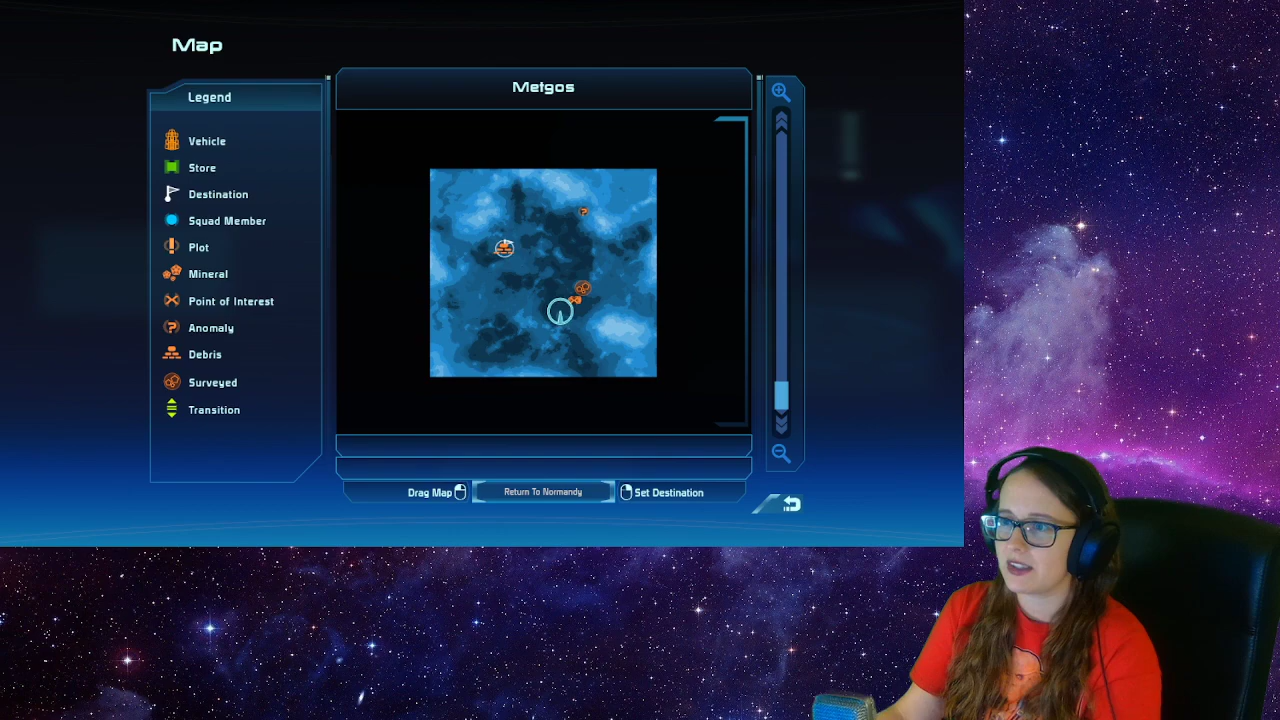 Map
Legend
Vehicle
Store
Destination
Squad Member
Plot
Mineral
Point of Interest
Anomaly
Debris
Surveyed
Transition
Metgos
Drag Map
Return To Normandy
Set Destination